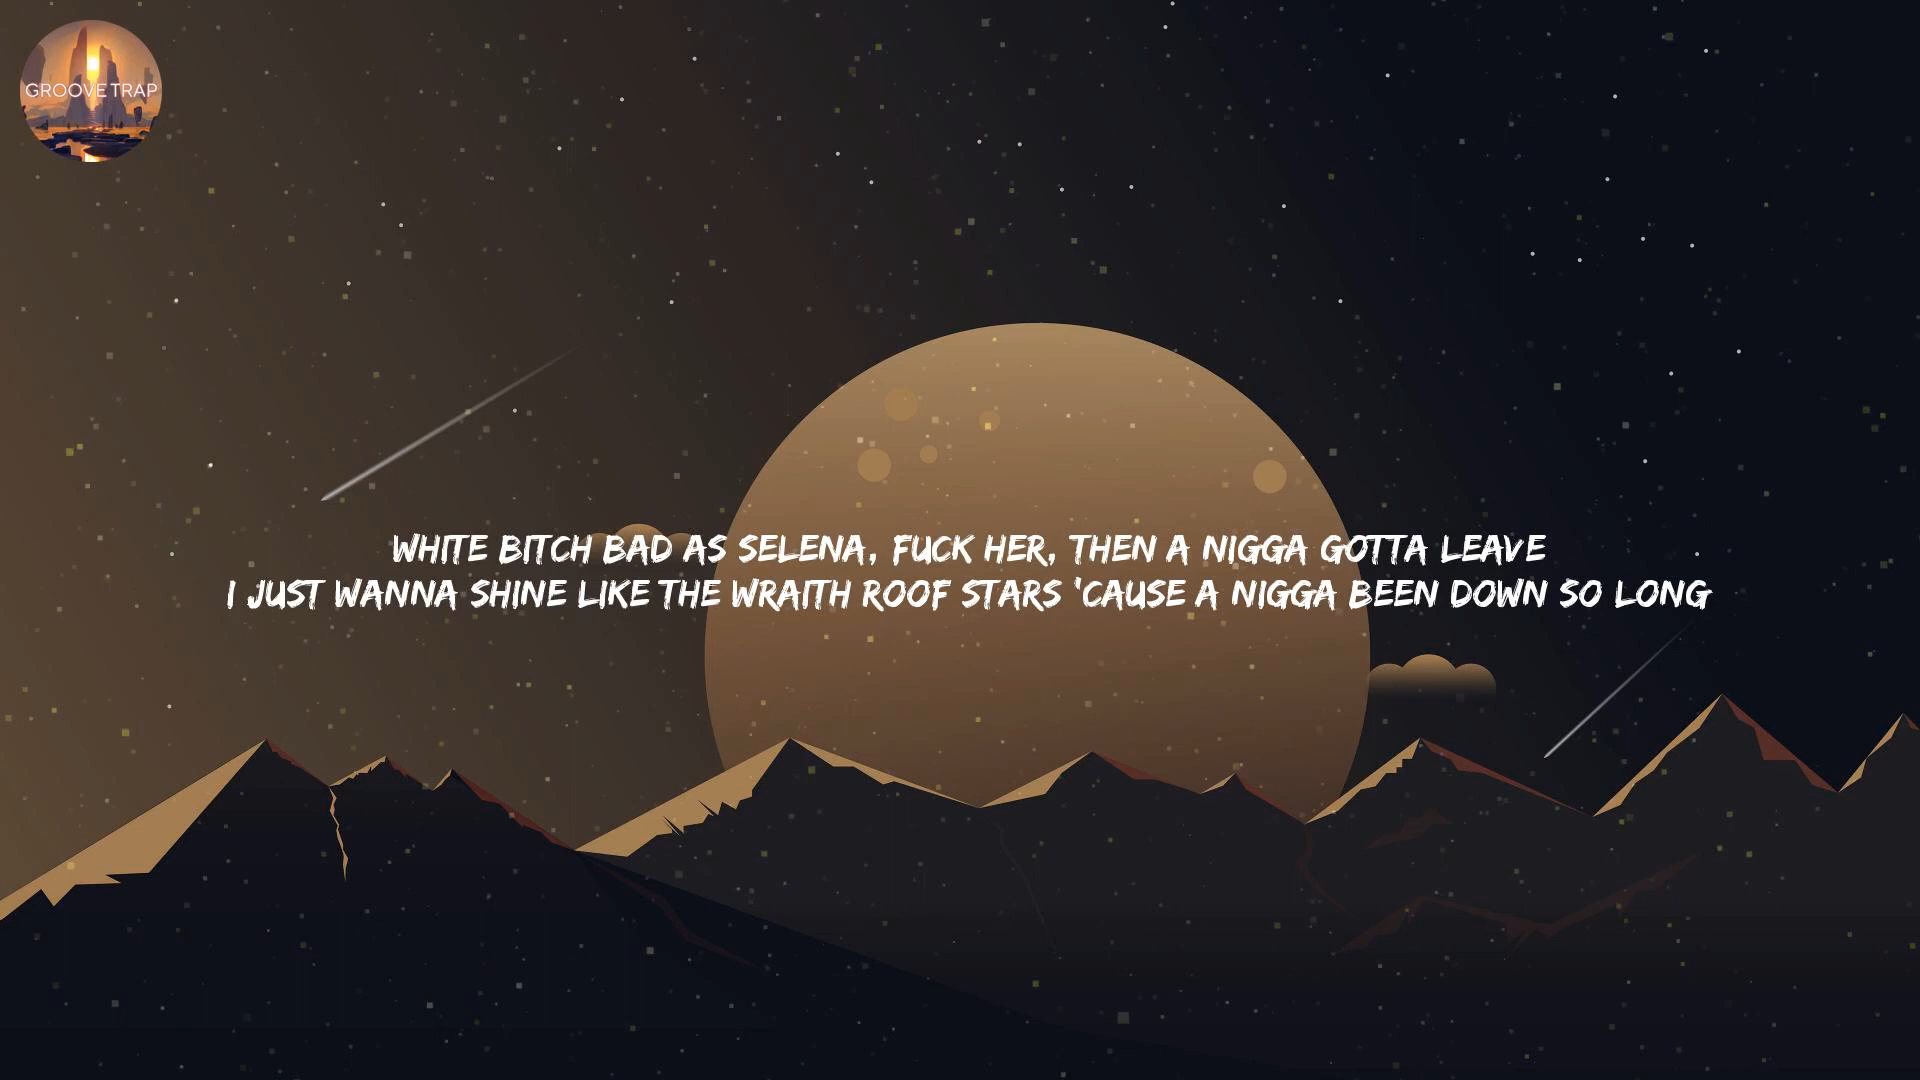 GROOVE TRAP
WHITE BITCH BAD AS SELENA, FUCK HER, THEN A NIGGA GOTTA LEAVE
I JUST WANNA SHINE LIKE THE WRAITH ROOF STARS 'CAUSE A NIGGA BEEN DOWN SO LONG